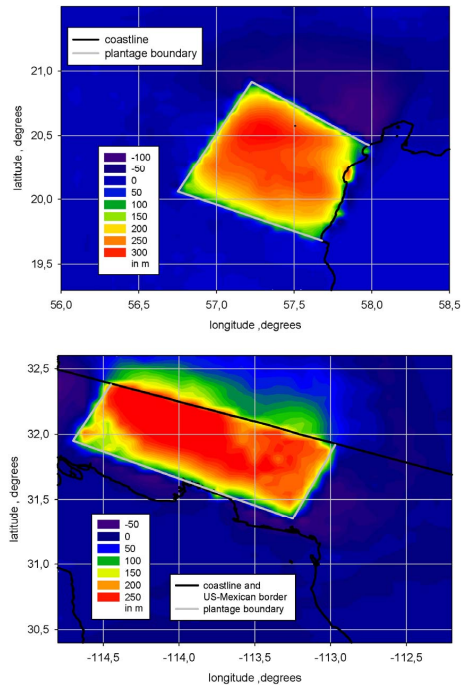 coastline
plantage boundary
21,5
21,0
20,5
20,0
19,5
latitude , degrees
-100
-50
0
50
100
150
200
250
300
in m
56,0 56,5 57,0 57,5 58,0 58,5
longitude ,degrees
32,5
32,0
31,5
31,0
30,5
latitude , degrees
-50
0
50
100
150
200
250
in m
coastline and
US-Mexican border
plantage boundary
-114,5 -114,0 -113,5 -113,0 -112,5
longitude ,degrees